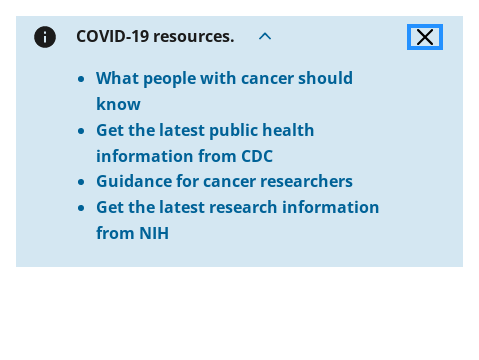 COVID-19 resources.
What people with cancer should
know
Get the latest public health
information from CDC
Guidance for cancer researchers
Get the latest research information
from NIH